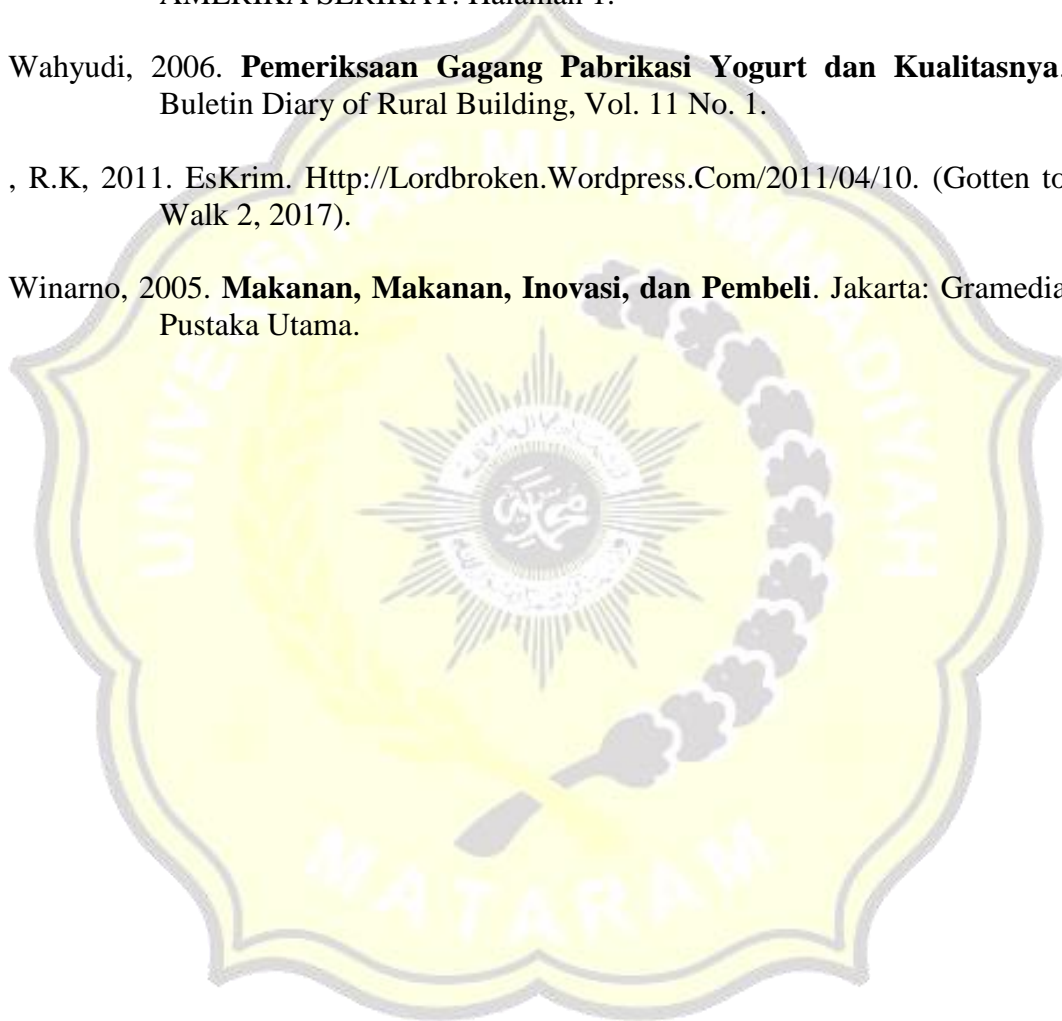 AMERIKA SERIKAT. Halaman 1.
Wahyudi, 2006. Pemeriksaan Gagang Pabrikasi Yogurt dan Kualitasnya.
Buletin Diary of Rural Building, Vol. 11 No. 1.
, R.K, 2011. EsKrim. Http://Lordbroken.Wordpress.Com/2011/04/10. (Gotten to
Walk 2, 2017).
Winarno, 2005. Makanan, Makanan, Inovasi, dan Pembeli. Jakarta: Gramedia
Pustaka Utama.
UNIVERSITAS MUHAMMADIYAH
MATARAM